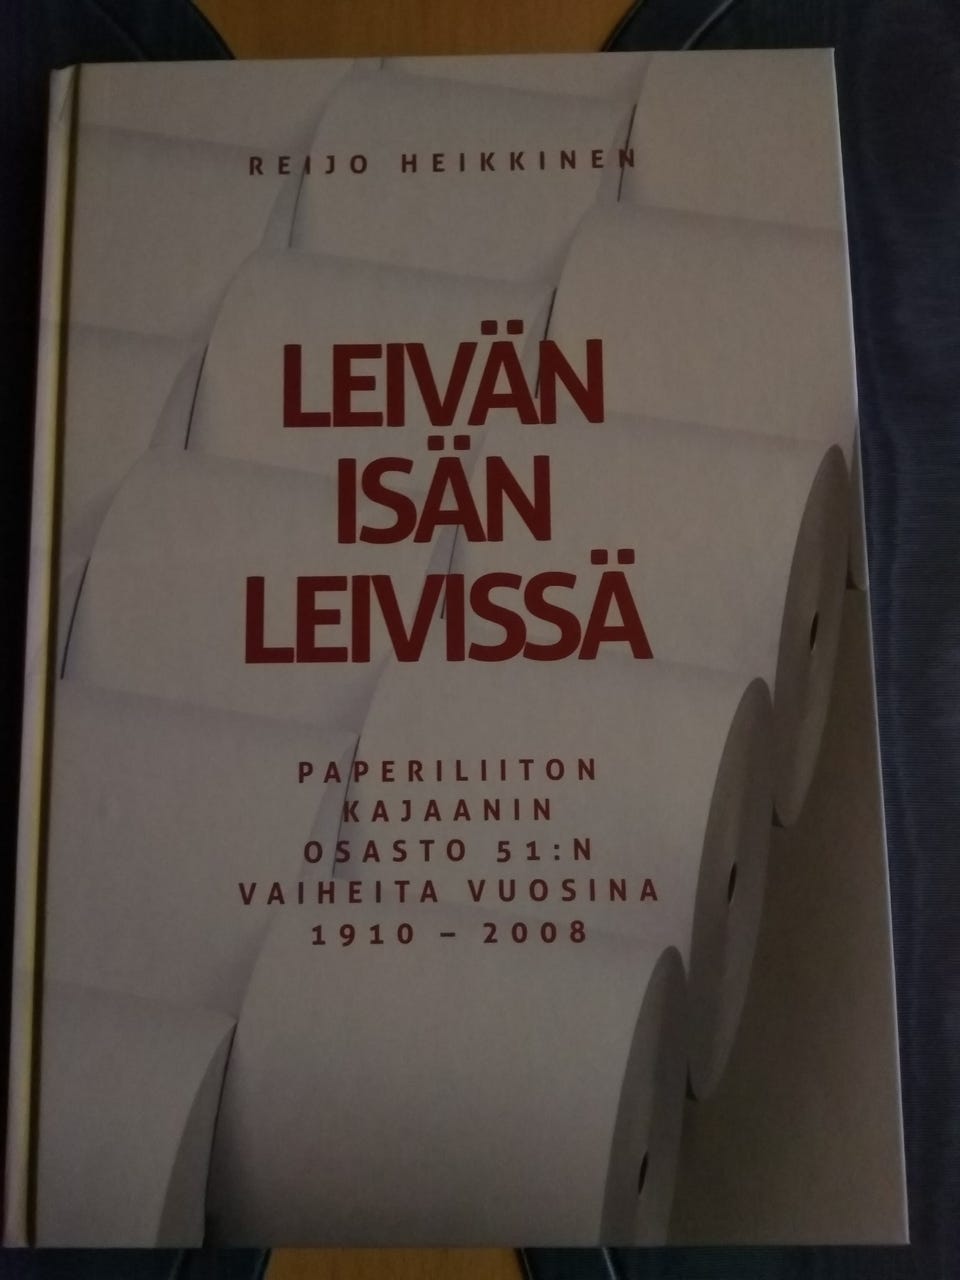 REIJO HEIKKINEN
LEIVÄN
ISÄN
LEIVISSÄ
PAPERILIITON
KAJAANIN
OSASTO 51:N
VAIHEITA VUOSINA
1910 – 2008